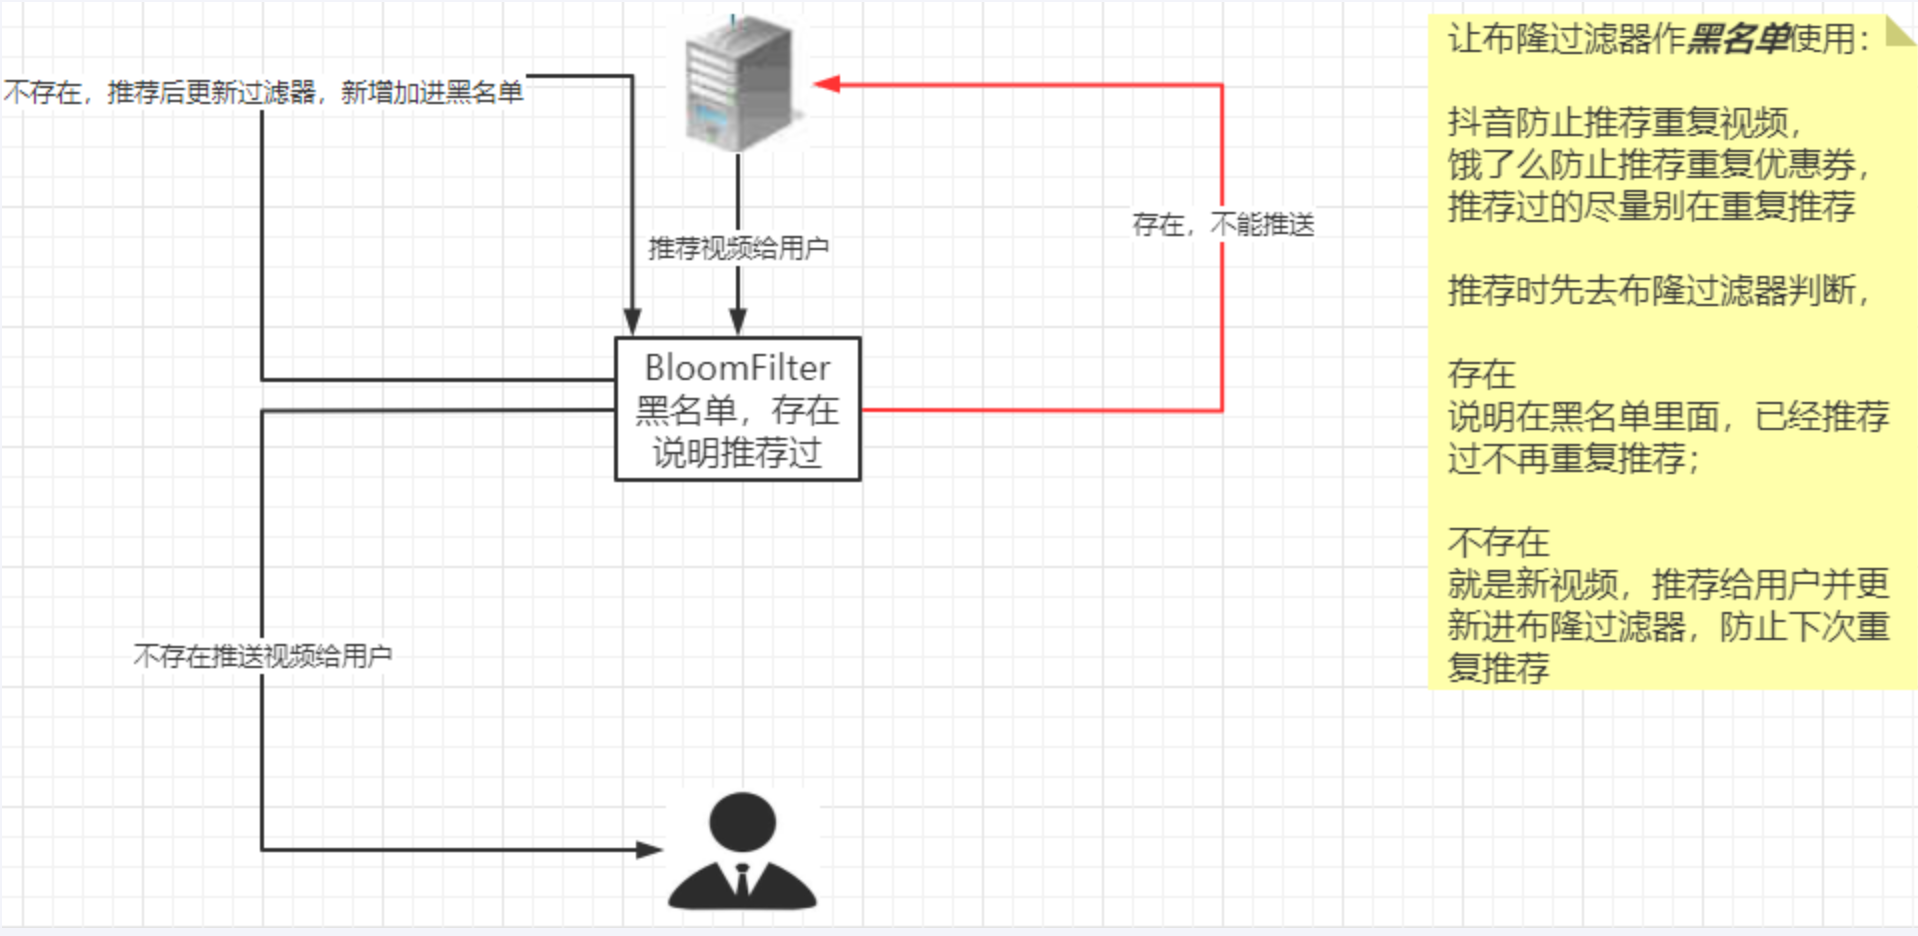 不存在，推荐后更新过滤器，新增加进黑名单
推荐视频给用户
存在，不能推送
BloomFilter
黑名单，存在
说明推荐过
不存在推送视频给用户
让布隆过滤器作黑名单使用：
抖音防止推荐重复视频，
饿了么防止推荐重复优惠券，
推荐过的尽量别在重复推荐
推荐时先去布隆过滤器判断，
存在
说明在黑名单里面，已经推荐
过不再重复推荐；
不存在
就是新视频，推荐给用户并更
新进布隆过滤器，防止下次重
复推荐